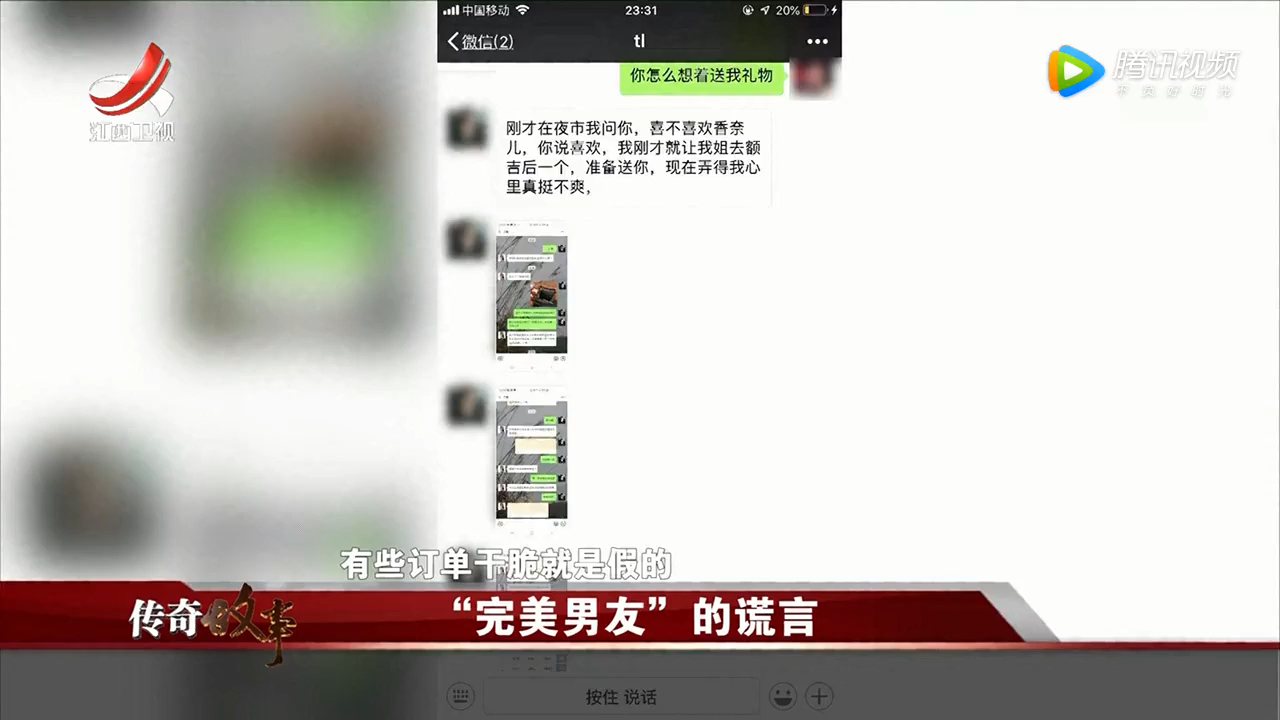 中国移动
23:31
20%
微信(2)
tl
你怎么想着送我礼物
刚才在夜市我问你，喜不喜欢香奈
儿，你说喜欢，我刚才就让我姐去额
吉后一个，准备送你，现在弄得我心
里真挺不爽，
江西卫视
腾讯视频
不负好时光
有些订单干脆就是假的
传奇故事
“完美男友”的谎言
按住 说话